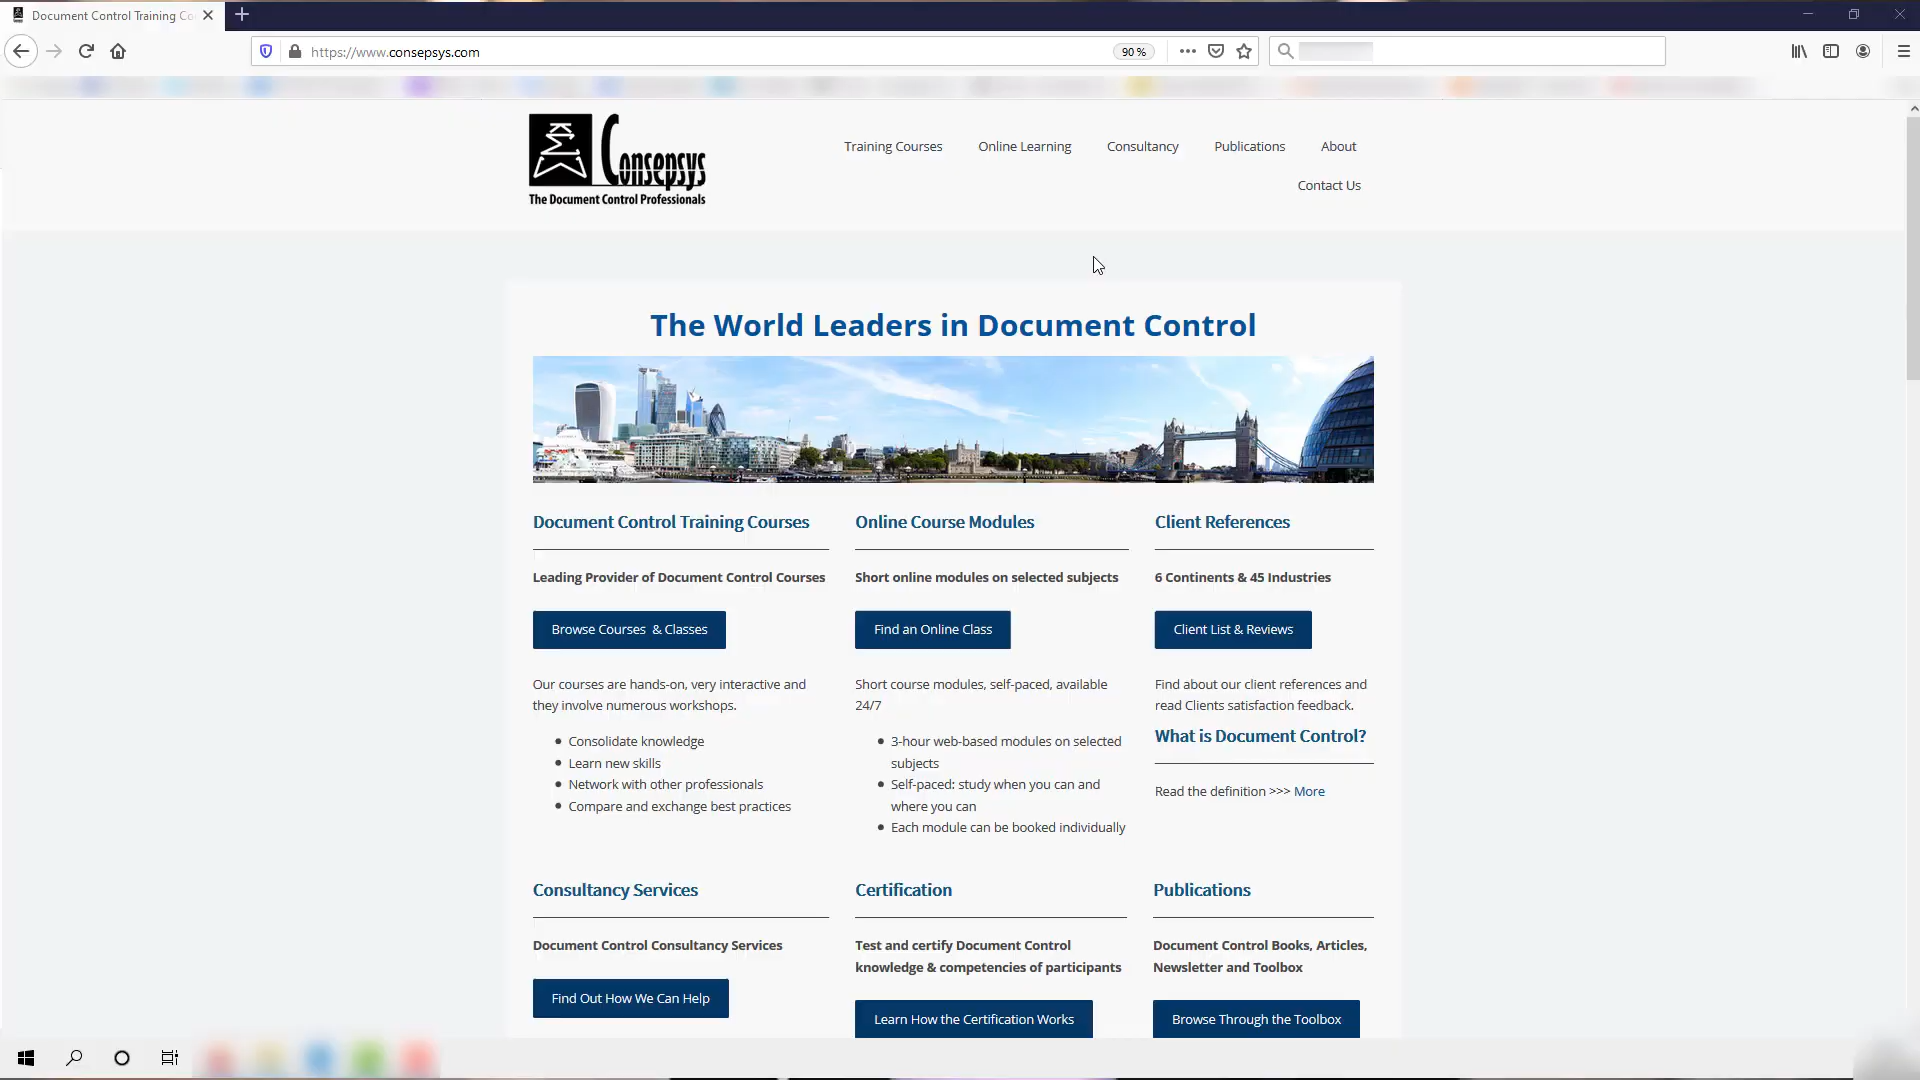 Document Control Training Co
https://www.consepsys.com
90 %
Consepsys
The Document Control Professionals
Training Courses
Online Learning
Consultancy
Publications
About
Contact Us
The World Leaders in Document Control
Document Control Training Courses
Leading Provider of Document Control Courses
Browse Courses & Classes
Our courses are hands-on, very interactive and
they involve numerous workshops.
Consolidate knowledge
Learn new skills
Network with other professionals
Compare and exchange best practices
Online Course Modules
Short online modules on selected subjects
Find an Online Class
Short course modules, self-paced, available
24/7
3-hour web-based modules on selected
subjects
Self-paced: study when you can and
where you can
Each module can be booked individually
Client References
6 Continents & 45 Industries
Client List & Reviews
Find about our client references and
read Clients satisfaction feedback.
What is Document Control?
Read the definition >>> More
Consultancy Services
Document Control Consultancy Services
Find Out How We Can Help
Certification
Test and certify Document Control
knowledge & competencies of participants
Learn How the Certification Works
Publications
Document Control Books, Articles,
Newsletter and Toolbox
Browse Through the Toolbox